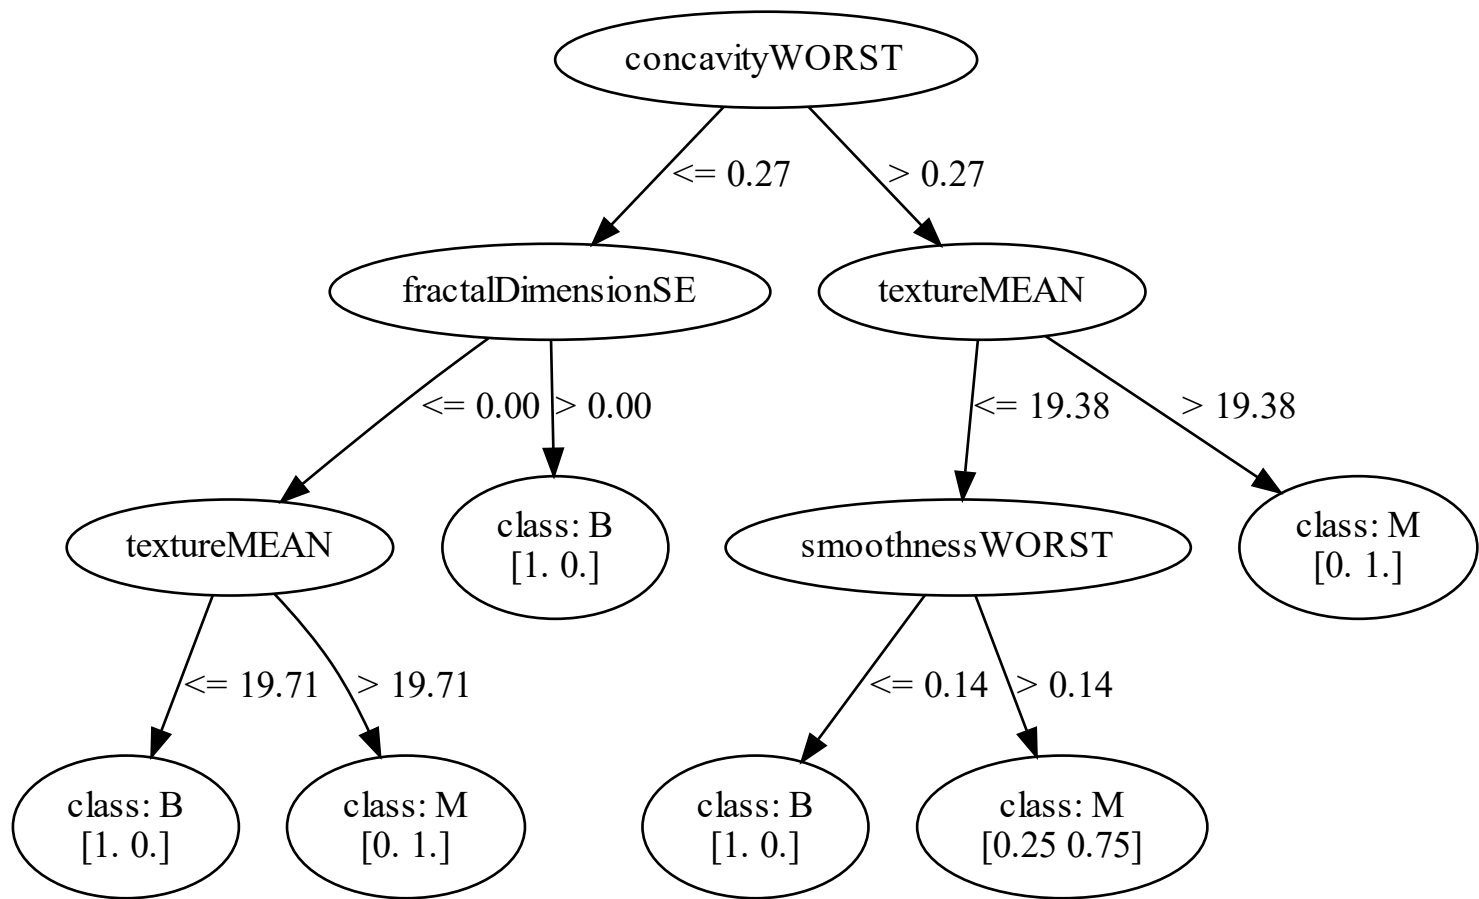 concavityWORST
<= 0.27
> 0.27
fractalDimensionSE
textureMEAN
<= 0.00
> 0.00
<= 19.38
> 19.38
textureMEAN
class: B
[1. 0.]
smoothnessWORST
class: M
[0. 1.]
<= 19.71
> 19.71
<= 0.14
> 0.14
class: B
[1. 0.]
class: M
[0. 1.]
class: B
[1. 0.]
class: M
[0.25 0.75]